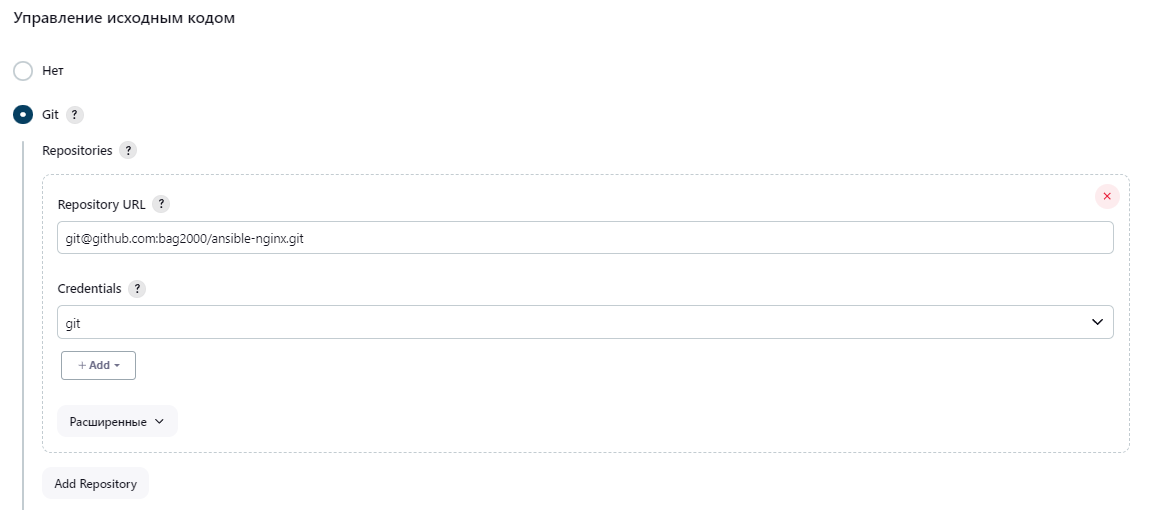 Управление исходным кодом
Нет
Git ?
Repositories ?
Repository URL ?
git@github.com:bag2000/ansible-nginx.git
Credentials ?
git
+ Add
Расширенные
Add Repository